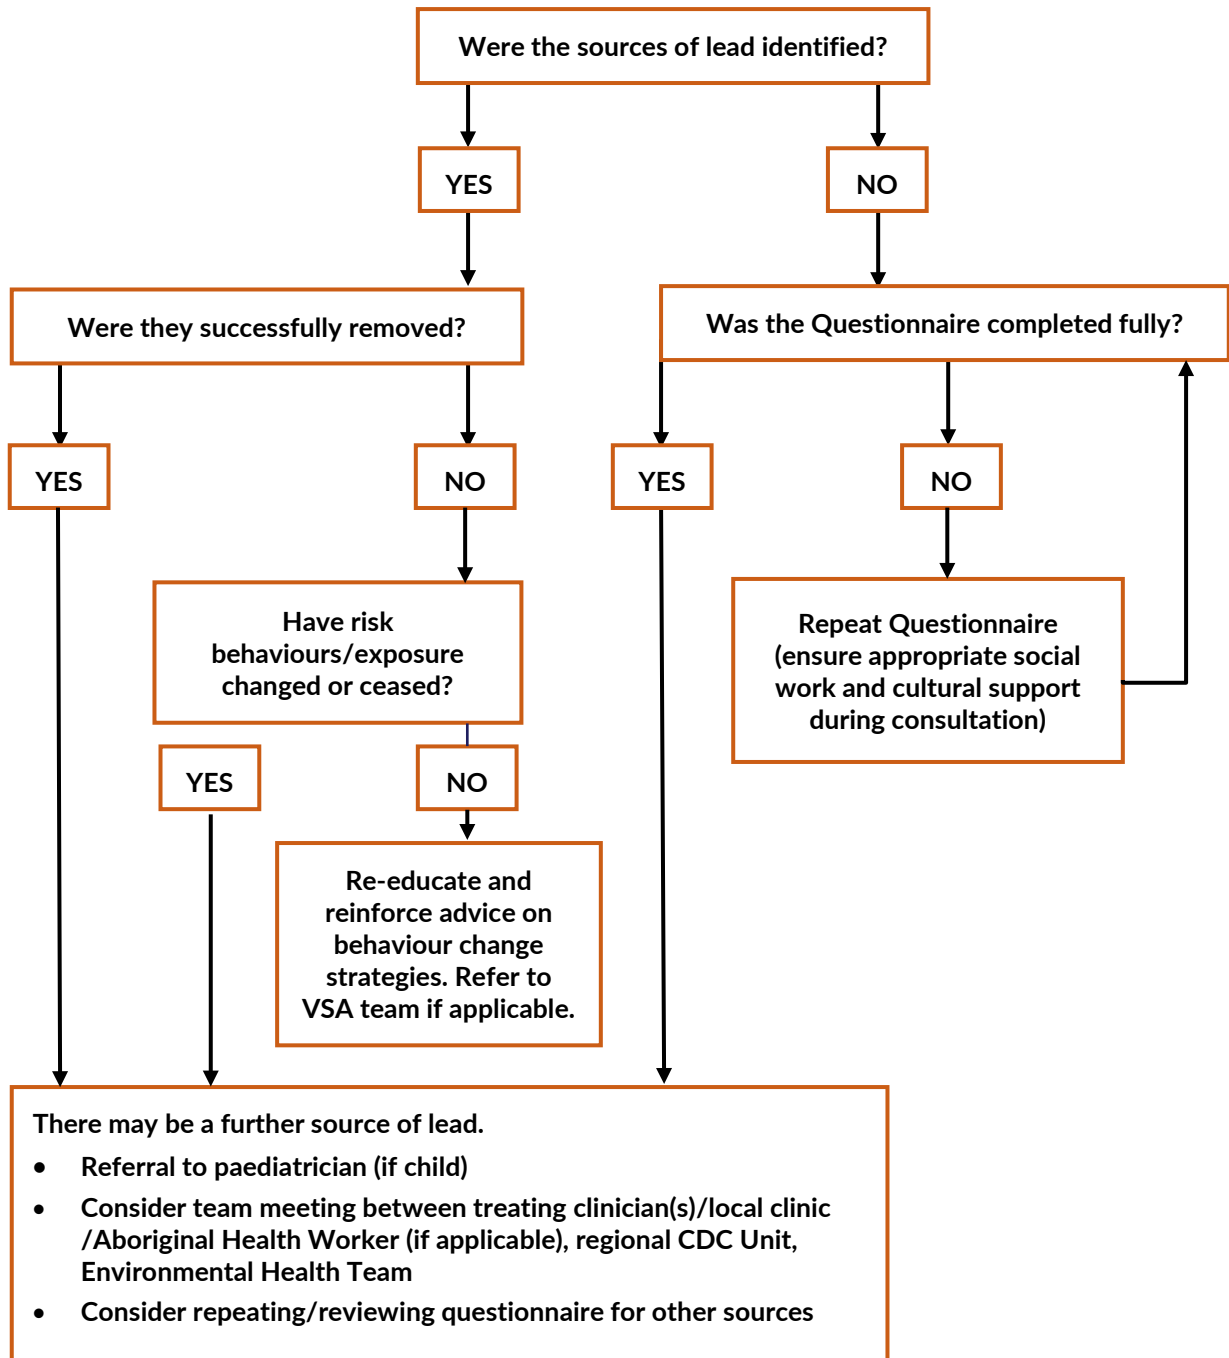 Were the sources of lead identified?
YES
NO
Were they successfully removed?
Was the Questionnaire completed fully?
YES
NO
YES
NO
Have risk
behaviours/exposure
changed or ceased?
Repeat Questionnaire
(ensure appropriate social
work and cultural support
during consultation)
YES
NO
Re-educate and
reinforce advice on
behaviour change
strategies. Refer to
VSA team if applicable.
There may be a further source of lead.
• Referral to paediatrician (if child)
• Consider team meeting between treating clinician(s)/local clinic
/Aboriginal Health Worker (if applicable), regional CDC Unit,
Environmental Health Team
• Consider repeating/reviewing questionnaire for other sources